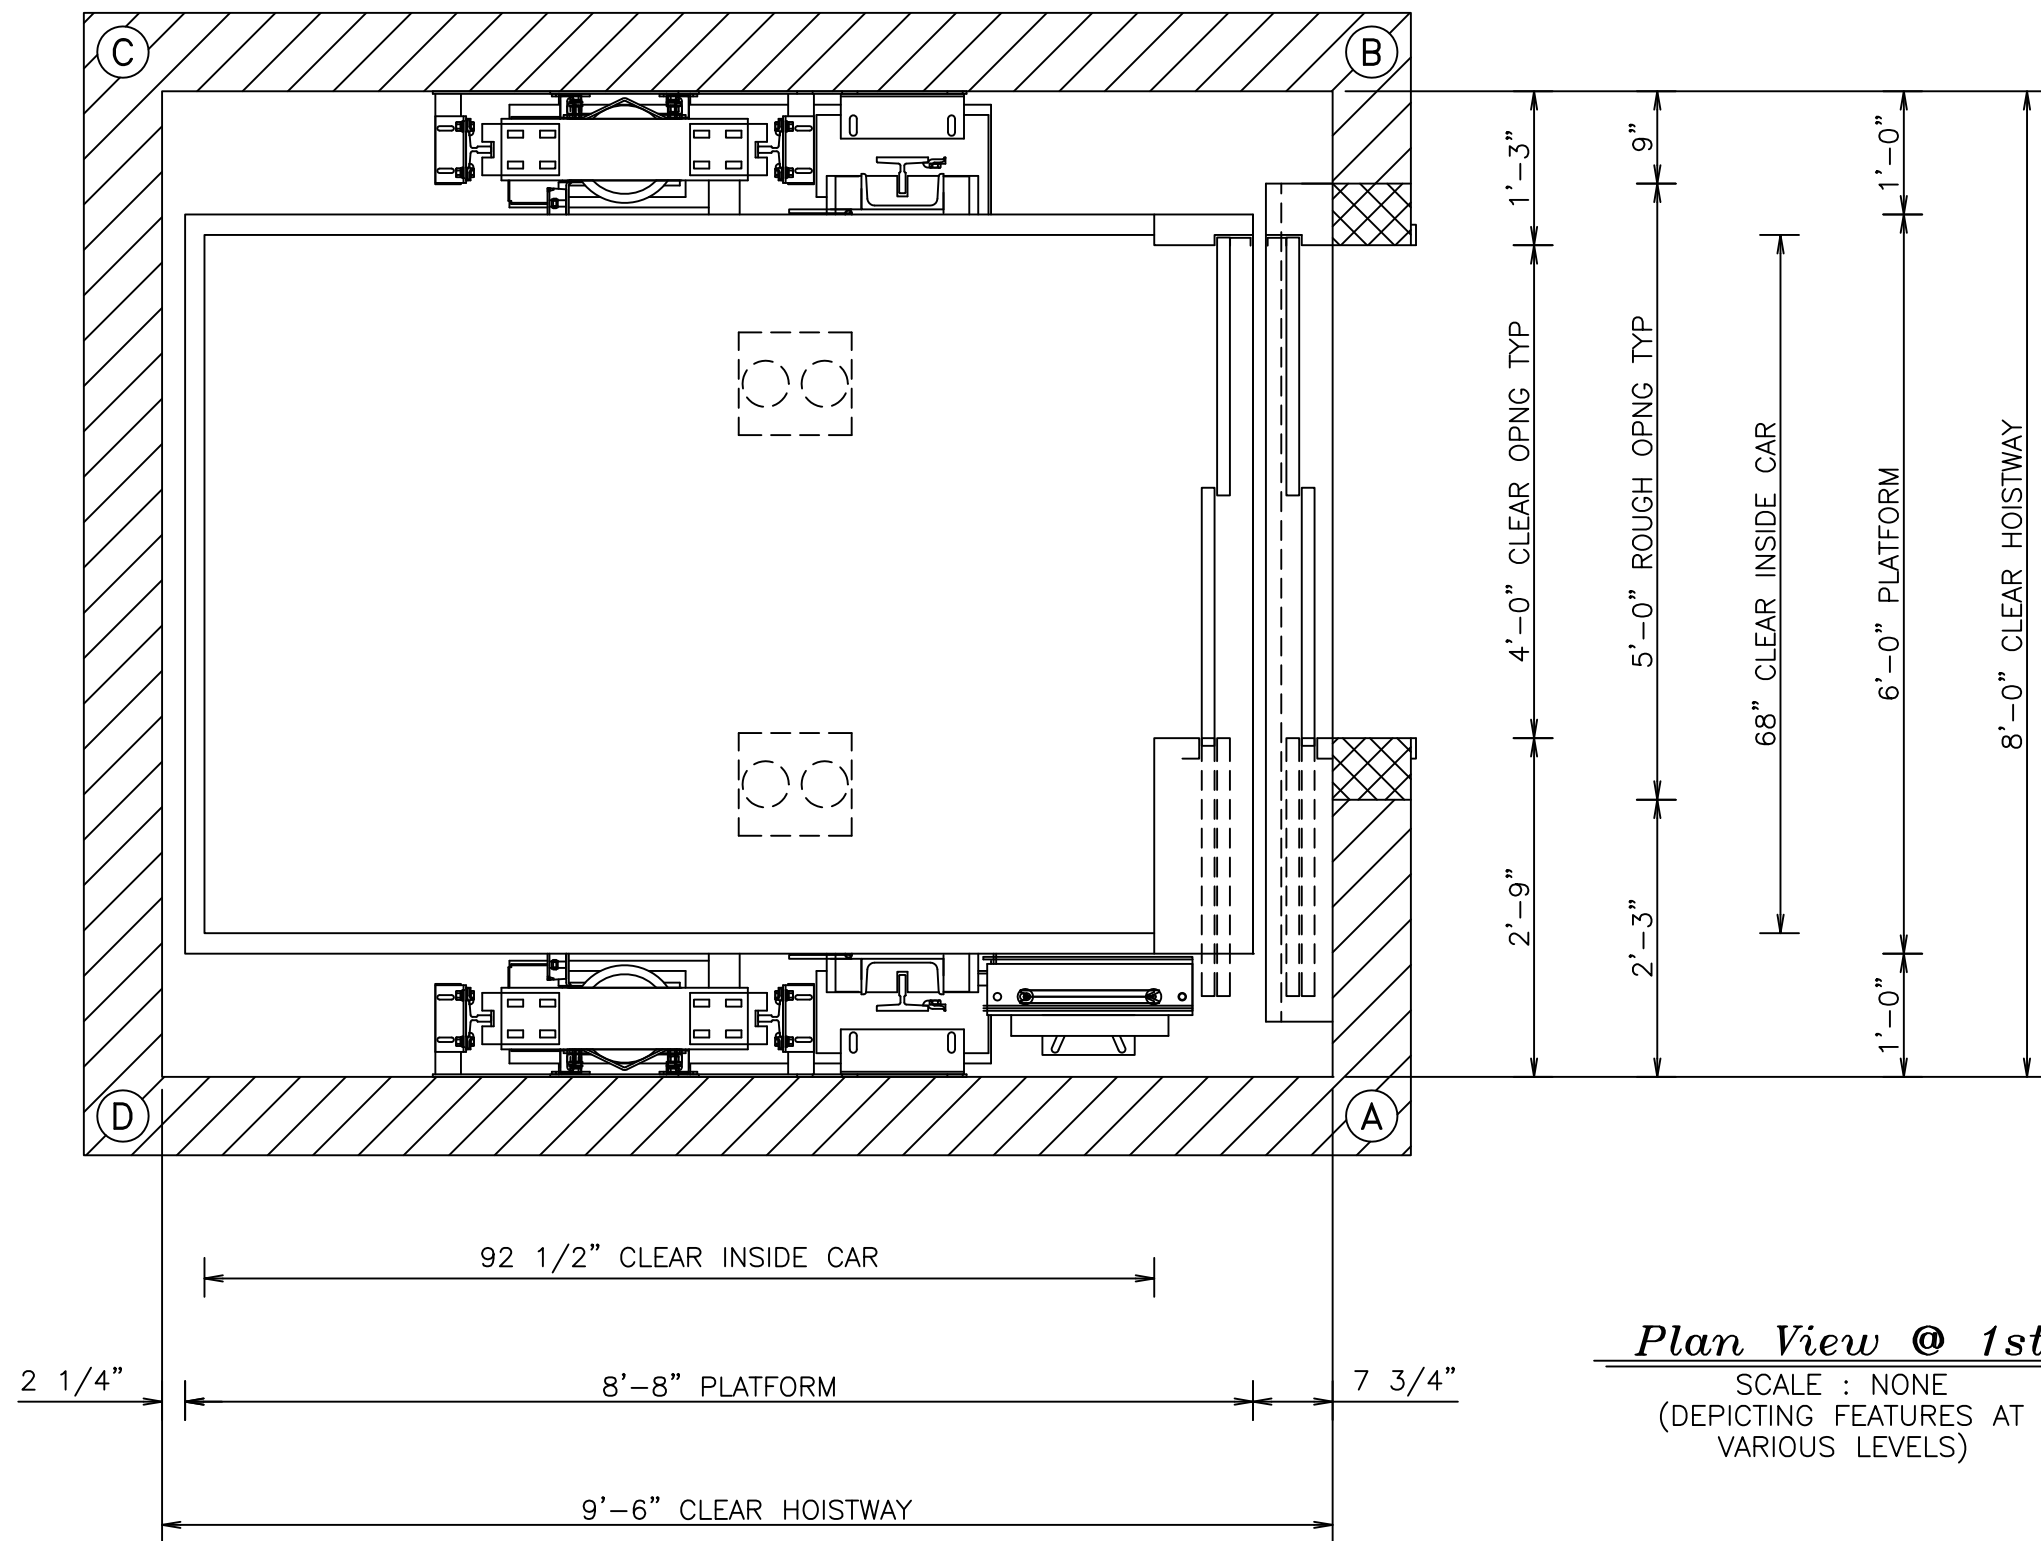 C
B
1'-3"
9"
1'-0"
4'-0" CLEAR OPNG TYP
5'-0" ROUGH OPNG TYP
68" CLEAR INSIDE CAR
6'-0" PLATFORM
8'-0" CLEAR HOISTWAY
2'-9"
2'-3"
1'-0"
D
A
92 1/2" CLEAR INSIDE CAR
2 1/4"
8'-8" PLATFORM
7 3/4"
9'-6" CLEAR HOISTWAY
Plan View @ 1st
SCALE : NONE
(DEPICTING FEATURES AT
VARIOUS LEVELS)